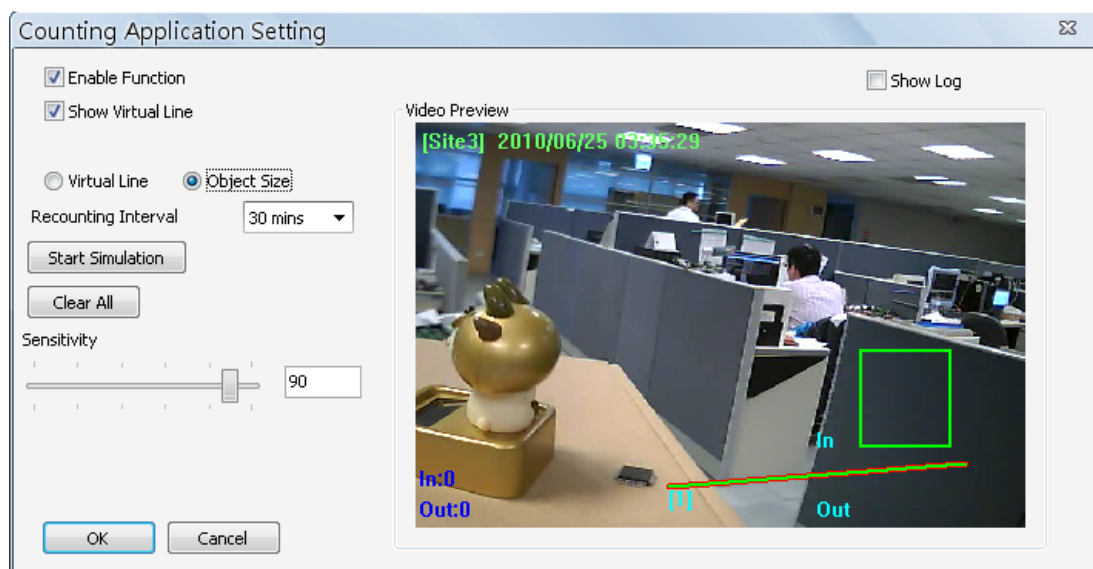 Counting Application Setting
Enable Function
Show Log
Show Virtual Line
Video Preview
[Site3] 2010/06/25 03:35:29
Virtual Line
Object Size
Recounting Interval
30 mins
Start Simulation
Clear All
Sensitivity
90
In
In:0
[1]
Out:0
Out
OK
Cancel